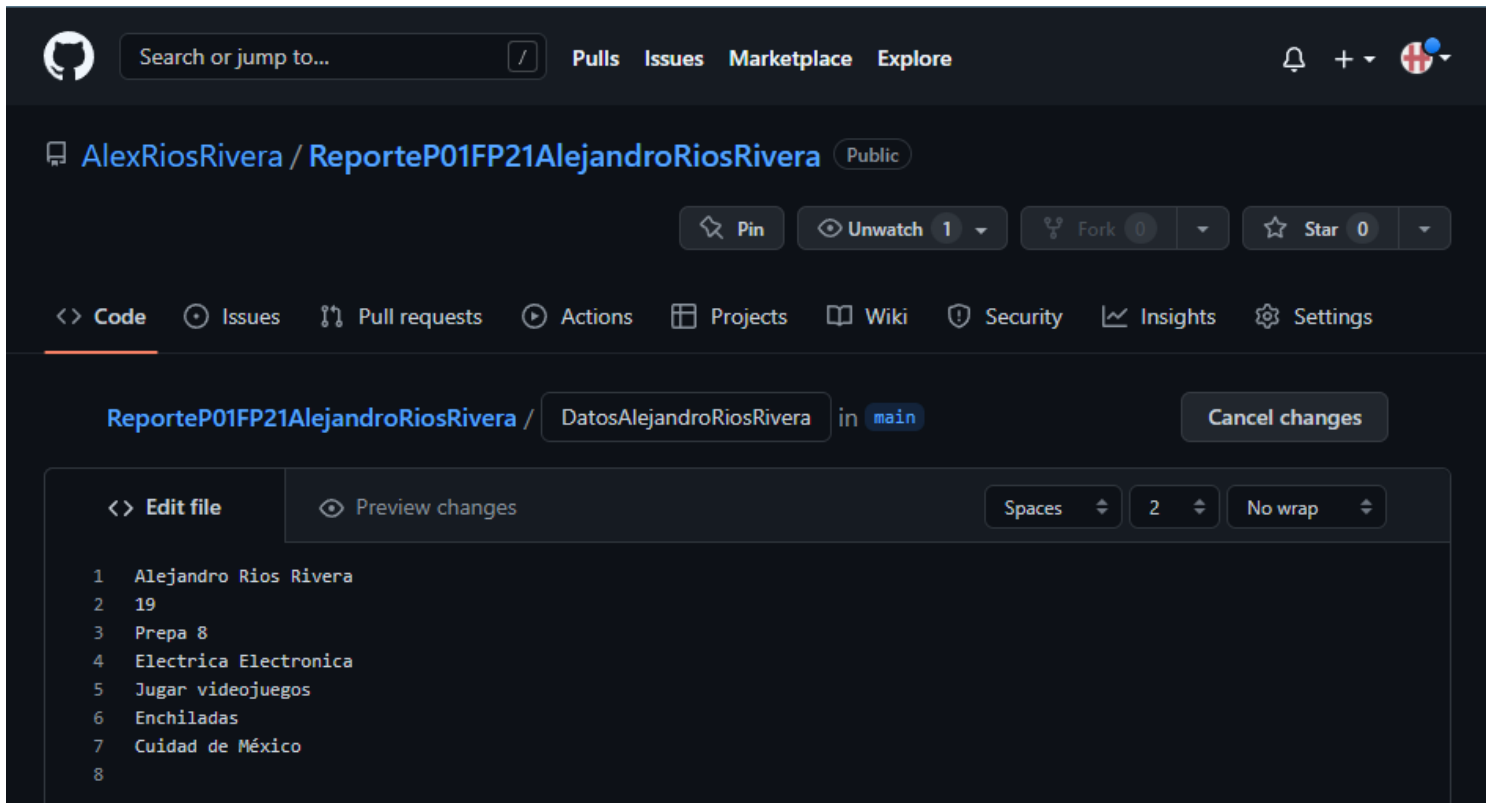 Search or jump to... / Pulls Issues Marketplace Explore
AlexRiosRivera / ReporteP01FP21AlejandroRiosRivera Public
Pin Unwatch 1 Fork 0 Star 0
<> Code Issues Pull requests Actions Projects Wiki Security Insights Settings
ReporteP01FP21AlejandroRiosRivera / DatosAlejandroRiosRivera in main Cancel changes
<> Edit file Preview changes Spaces 2 No wrap
1 Alejandro Rios Rivera
2 19
3 Prepa 8
4 Electrica Electronica
5 Jugar videojuegos
6 Enchiladas
7 Cuidad de México
8